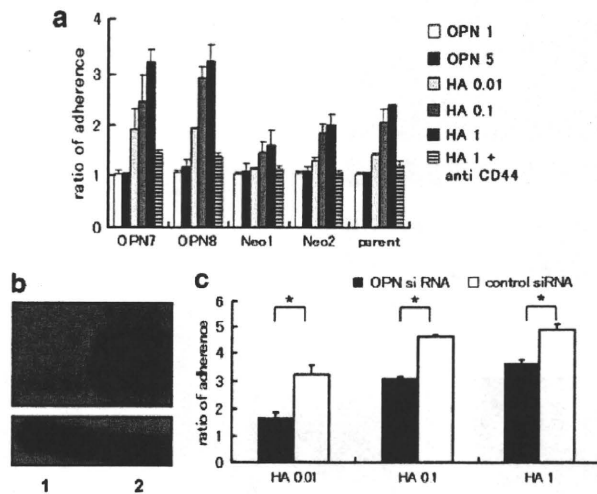 a
ratio of adherence
4
3
2
1
0
OPN7
OPN8
Neo1
Neo2
parent
OPN 1
OPN 5
HA 0.01
HA 0.1
HA 1
HA 1 +
anti CD44
b
1
2
c
OPN si RNA
control siRNA
ratio of adherence
6
5
4
3
2
1
0
*
*
*
HA 0.01
HA 0.1
HA 1